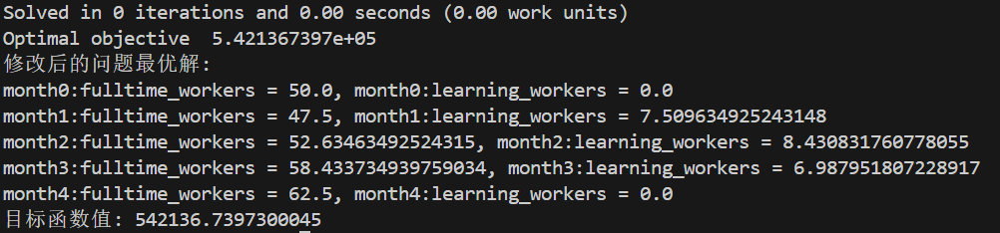 Solved in 0 iterations and 0.00 seconds (0.00 work units)
Optimal objective  5.421367397e+05
修改后的问题最优解:
month0:fulltime_workers = 50.0, month0:learning_workers = 0.0
month1:fulltime_workers = 47.5, month1:learning_workers = 7.509634925243148
month2:fulltime_workers = 52.63463492524315, month2:learning_workers = 8.430831760778055
month3:fulltime_workers = 58.433734939759034, month3:learning_workers = 6.987951807228917
month4:fulltime_workers = 62.5, month4:learning_workers = 0.0
目标函数值: 542136.7397300045